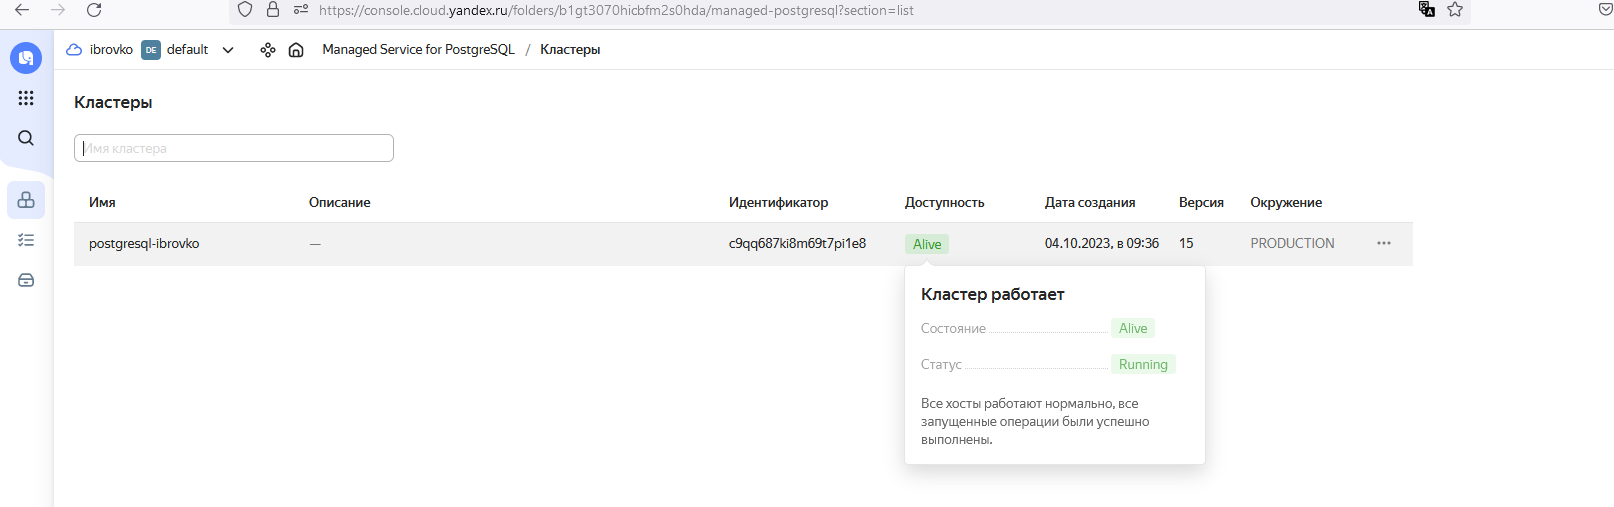 https://console.cloud.yandex.ru/folders/b1gt3070hicbfm2s0hda/managed-postgresql?section=list
ibrovko DE default Managed Service for PostgreSQL / Кластеры
Кластеры
Имя кластера
Имя Описание Идентификатор Доступность Дата создания Версия Окружение
postgresql-ibrovko — c9qq687ki8m69t7pi1e8 Alive 04.10.2023, в 09:36 15 PRODUCTION
Кластер работает
Состояние Alive
Статус Running
Все хосты работают нормально, все
запущенные операции были успешно
выполнены.